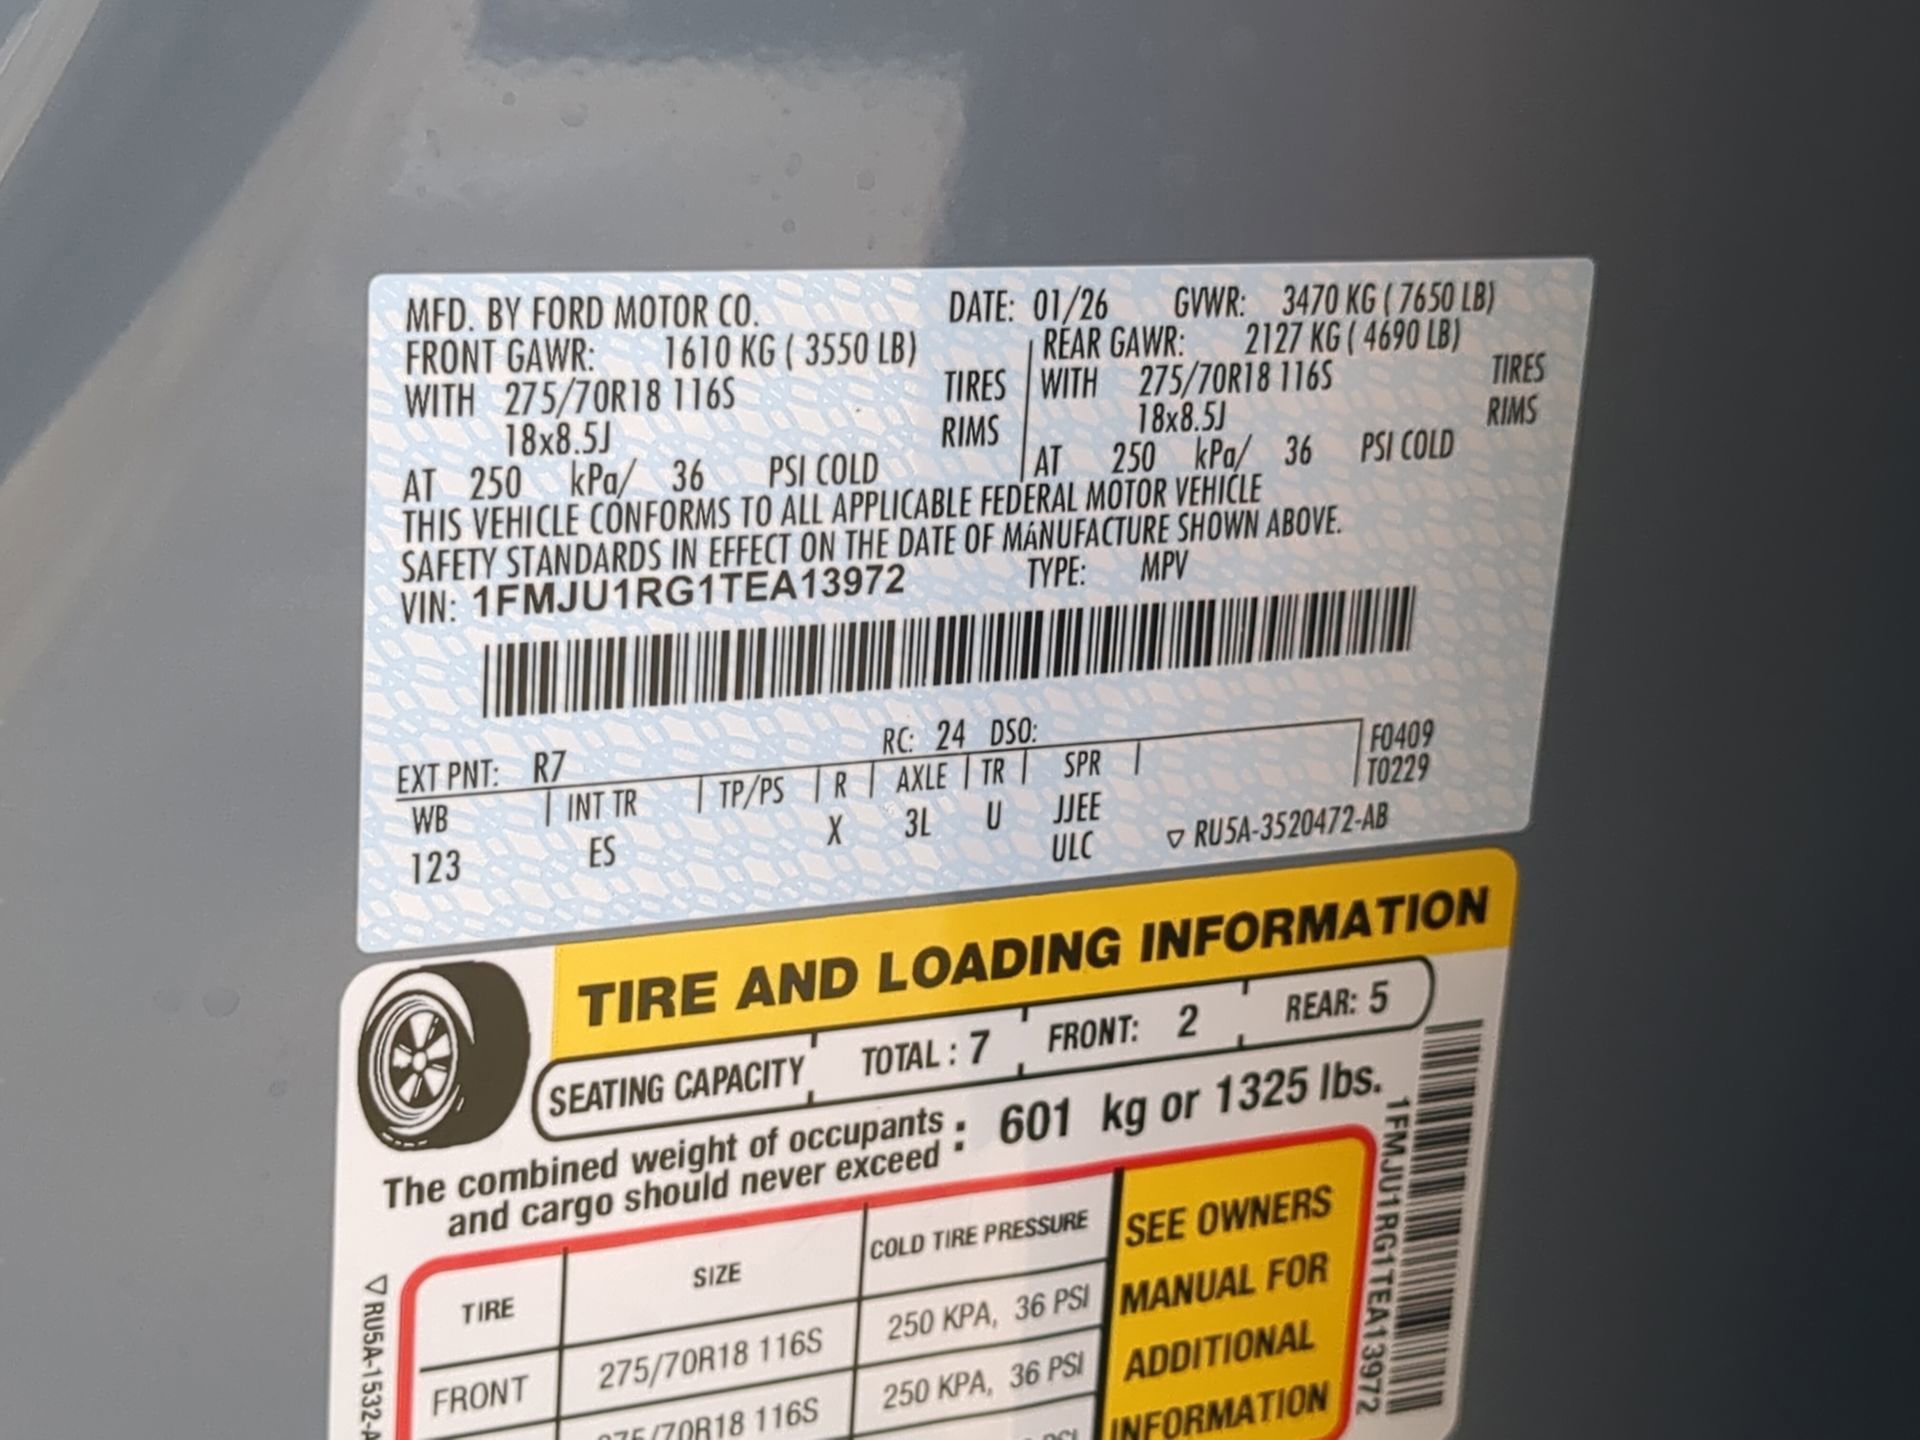 MFD. BY FORD MOTOR CO. DATE: 01/26 GVWR: 3470 KG ( 7650 LB)
FRONT GAWR: 1610 KG ( 3550 LB) REAR GAWR: 2127 KG ( 4690 LB)
WITH 275/70R18 116S TIRES WITH 275/70R18 116S TIRES
18x8.5J RIMS 18x8.5J RIMS
AT 250 kPa/ 36 PSI COLD AT 250 kPa/ 36 PSI COLD
THIS VEHICLE CONFORMS TO ALL APPLICABLE FEDERAL MOTOR VEHICLE
SAFETY STANDARDS IN EFFECT ON THE DATE OF MANUFACTURE SHOWN ABOVE.
VIN: 1FMJU1RG1TEA13972 TYPE: MPV
EXT PNT: R7 RC: 24 DSO: F0409
WB INT TR TP/PS R AXLE TR SPR T0229
123 ES X 3L U JJEE
ULC ▽ RU5A-3520472-AB
TIRE AND LOADING INFORMATION
SEATING CAPACITY TOTAL : 7 FRONT: 2 REAR: 5
The combined weight of occupants
and cargo should never exceed : 601 kg or 1325 lbs.
TIRE SIZE COLD TIRE PRESSURE
FRONT 275/70R18 116S 250 KPA, 36 PSI
275/70R18 116S 250 KPA, 36 PSI
PSI
SEE OWNERS
MANUAL FOR
ADDITIONAL
INFORMATION
1FMJU1RG1TEA13972
▽ RU5A-1532-A